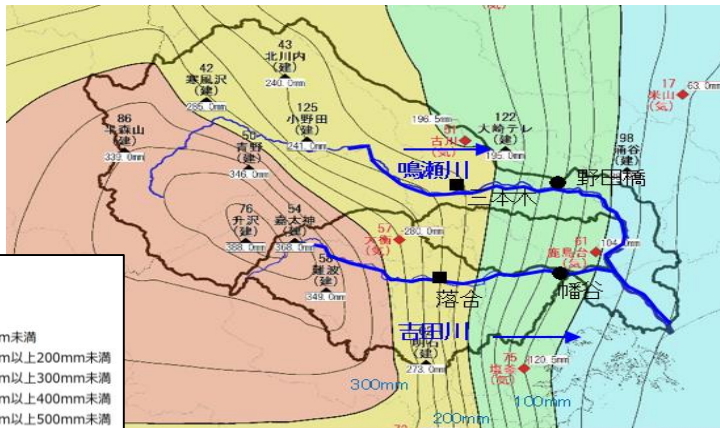 43
北川内
(建)
240.0mm
42
寒風沢
(建)
285.0mm
17
米山
(気)
63.0mm
86
(建)
339.0mm
125
小野田
(建)
241.0mm
196.5mm
古川
(気)
122
大崎テレ
(建)
195.0mm
98
涌谷
(建)
青野
(建)
346.0mm
鳴瀬川
三本木
野田橋
76
升沢
(建)
388.0mm
54
嘉太神
(建)
368.0mm
57
大衡
(気)
280.0mm
61
鹿島台
(気)
58
難波
(建)
349.0mm
落合
幡谷
吉田川
明石
(建)
273.0mm
75
塩釜
(気)
120.5mm
300mm
200mm
100mm
m未満
m以上200mm未満
m以上300mm未満
m以上400mm未満
m以上500mm未満